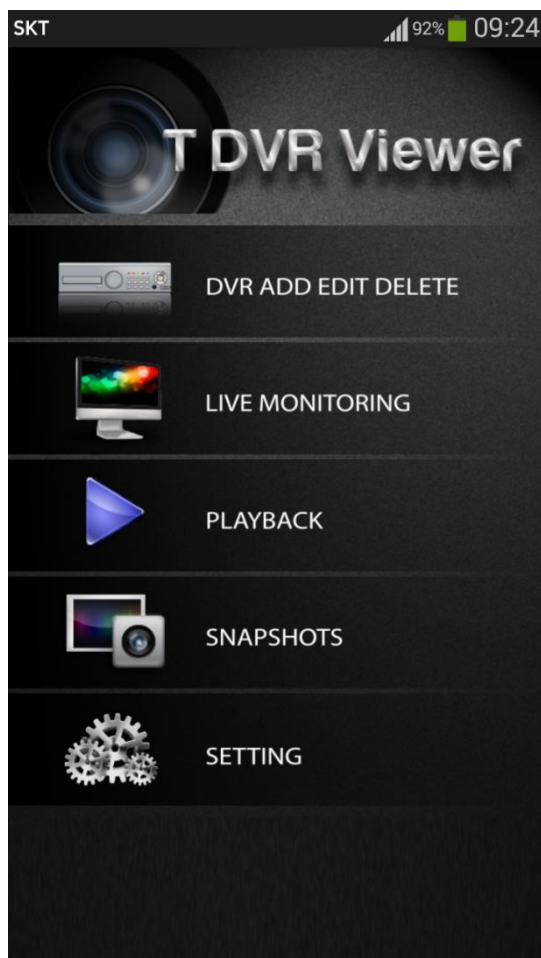 SKT 92% 09:24
T DVR Viewer
DVR ADD EDIT DELETE
LIVE MONITORING
PLAYBACK
SNAPSHOTS
SETTING